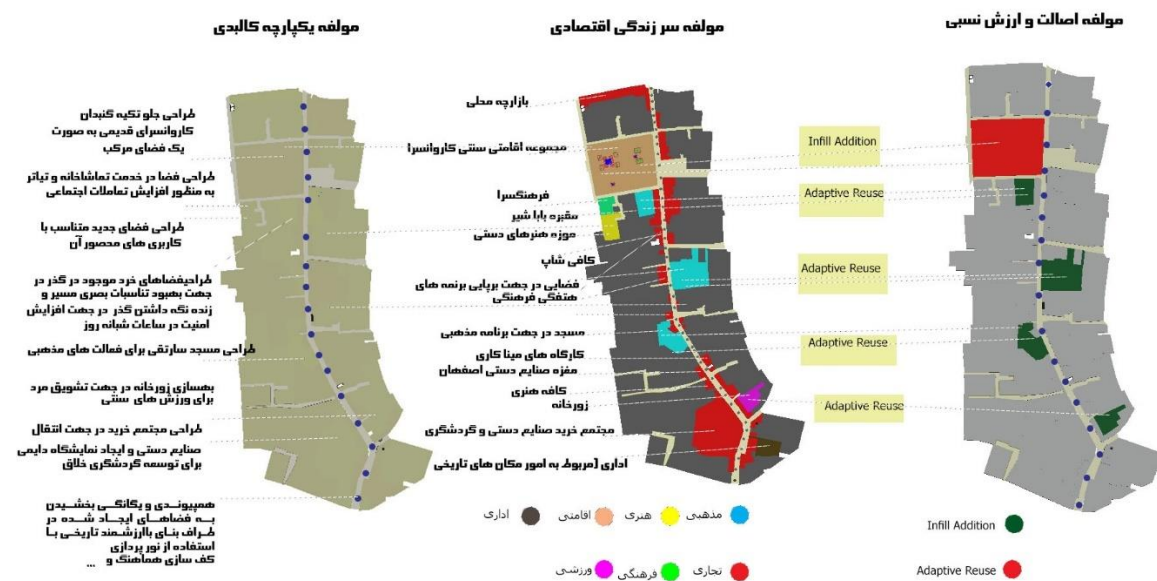 مولفه یکپارچه کالبدی
طراحی جلو تکیه گنبدان
کاروانسرای قدیمی به صورت
یک فضای مرکب
طراحی فضا در خدمت تماشاخانه و تیاتر
به منظور افزایش تعاملات اجتماعی
طراحی فضای جدید متناسب با
کاربری های محصور آن
طراحیفضاهای خرد موجود در گذر در
جهت بهبود تناسبات بصری مسیر و
زنده نگه داشتن گذر در جهت افزایش
امنیت در ساعات شبانه روز
طراحی مسجد سارتقی برای فعالت های مذهبی
بهسازی زورخانه در جهت تشویق مرد
برای ورزش های سنتی
طراحی مجتمع خرید در جهت انتقال
صنایع دستی و ایجاد نمایشگاه دایمی
برای توسعه گردشگری خلاق
همپیوندی و یگانگی بخشیدن
به فضاهای ایجاد شده در
طراف بنای باارزشمند تاریخی با
استفاده از نور پردازی
کف سازی هماهنگ و ...
مولفه سر زندگی اقتصادی
بازارچه محلی
مجموعه اقامتی سنتی کاروانسرا
فرهنگسرا
مقبره بابا شیر
موزه هنرهای دستی
کافی شاپ
فضایی در جهت برپایی برنمه های
هتفگی فرهنگی
مسجد در جهت برنامه مذهبی
کارگاه های مینا کاری
مغزه صنایع دستی اصفهان
کافه هنری
زورخانه
مجتمع خرید صنایع دستی و گردشگری
اداری (مربوط به امور مکان های تاریخی
مذهبی
هنری
اقامتی
اداری
تجاری
فرهنگی
ورزشی
مولفه اصالت و ارزش نسبی
Infill Addition
Adaptive Reuse
Adaptive Reuse
Adaptive Reuse
Adaptive Reuse
Infill Addition
Adaptive Reuse